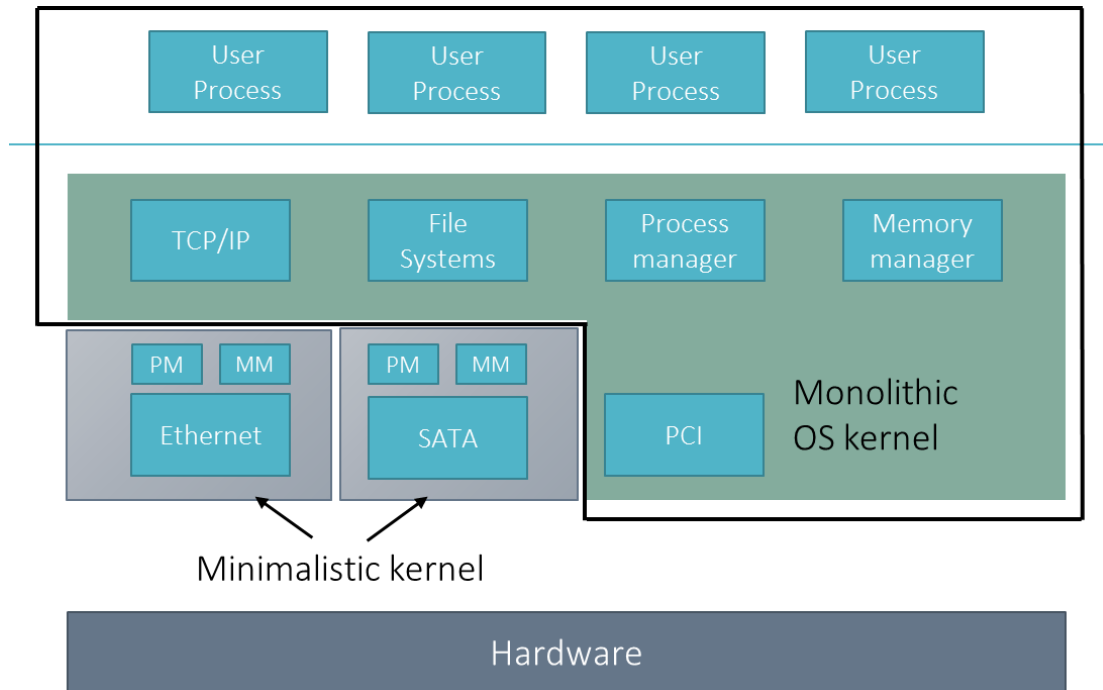 User
Process
User
Process
User
Process
User
Process
TCP/IP
File
Systems
Process
manager
Memory
manager
PM
MM
PM
MM
Ethernet
SATA
PCI
Monolithic
OS kernel
Minimalistic kernel
Hardware